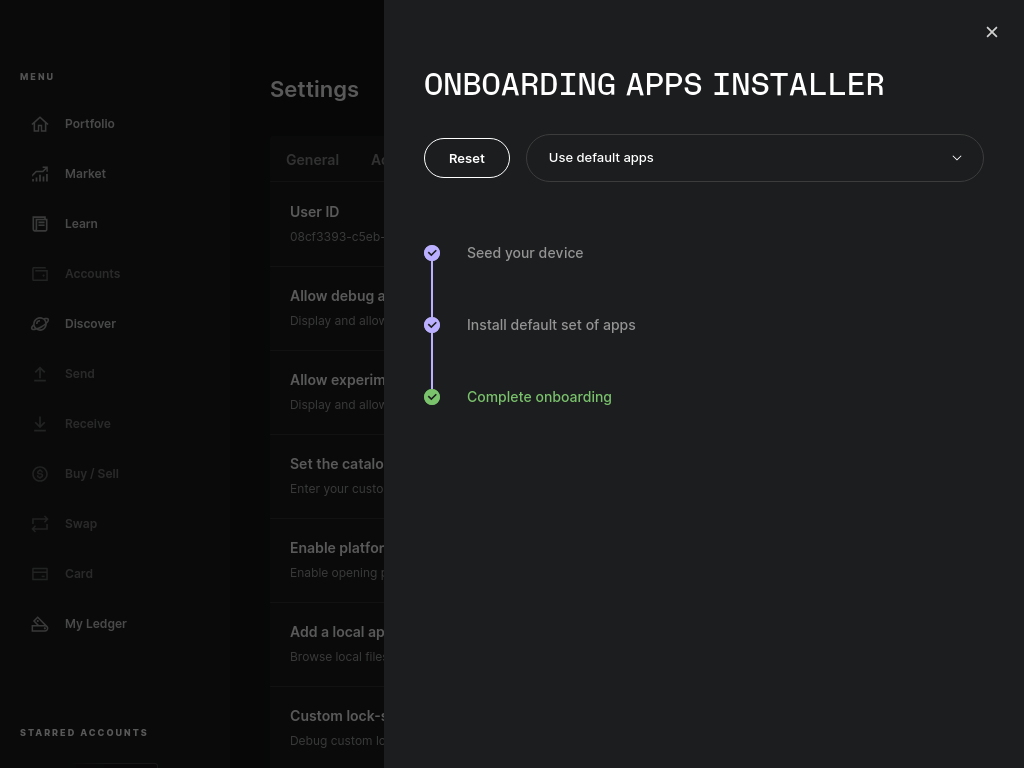 MENU
Portfolio
Market
Learn
Accounts
Discover
Send
Receive
Buy / Sell
Swap
Card
My Ledger
STARRED ACCOUNTS
Settings
General
User ID
08cf3393-c5eb-
Allow debug a
Display and allow
Allow experim
Display and allow
Set the catalo
Enter your custo
Enable platfor
Enable opening p
Add a local ap
Browse local files
Custom lock-s
Debug custom lo
ONBOARDING APPS INSTALLER
Reset
Use default apps
Seed your device
Install default set of apps
Complete onboarding